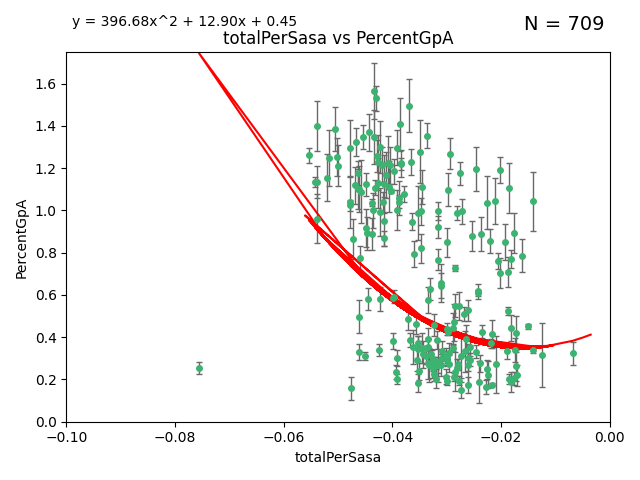 y = 396.68x^2 + 12.90x + 0.45
N = 709
totalPerSasa vs PercentGpA
1.6
1.4
1.2
1.0
0.8
0.6
0.4
0.2
0.0
PercentGpA
−0.10 −0.08 −0.06 −0.04 −0.02 0.00
totalPerSasa